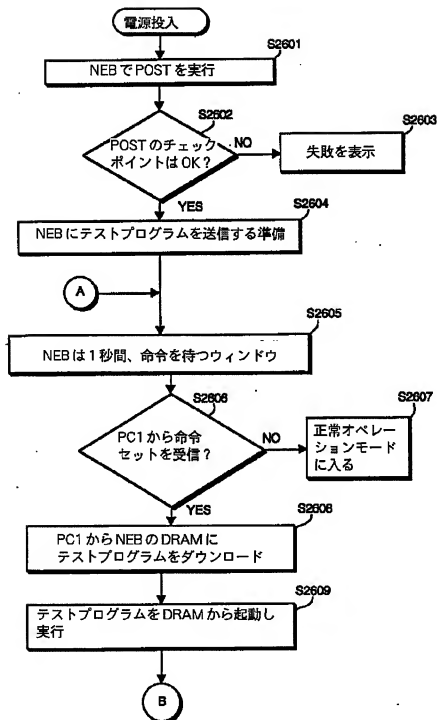 電源投入
S2601
NEBでPOSTを実行
S2602
POSTのチェック
ポイントはOK?
NO
S2603
失敗を表示
YES
S2604
NEBにテストプログラムを送信する準備
A
S2605
NEBは1秒間、命令を待つウィンドウ
S2606
PC1から命令
セットを受信?
NO
S2607
正常オペレー
ションモード
に入る
YES
S2608
PC1からNEBのDRAMに
テストプログラムをダウンロード
S2609
テストプログラムをDRAMから起動し
実行
B